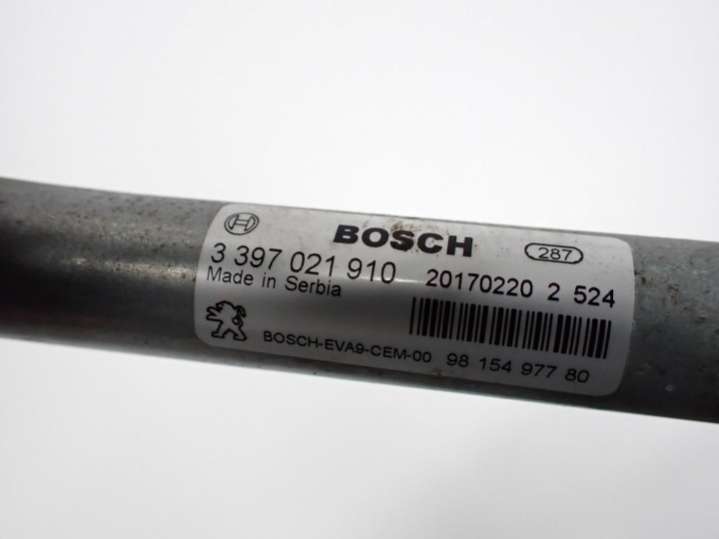 BOSCH
287
3 397 021 910 20170220 2 524
Made in Serbia
BOSCH-EVA9-CEM-00 98 154 977 80